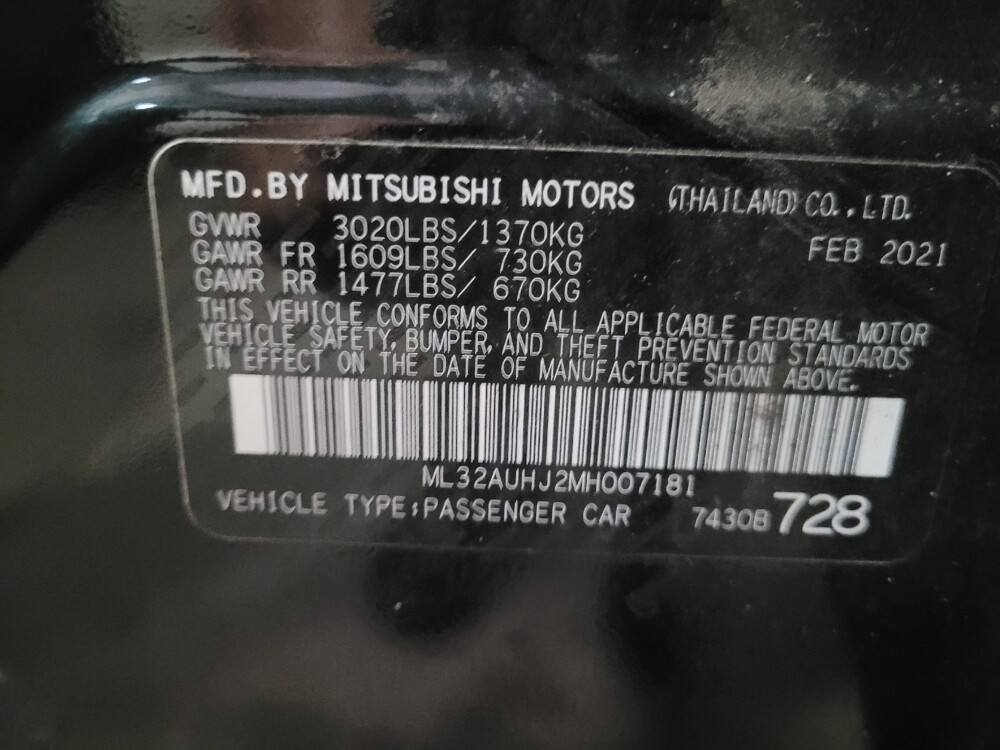 MFD.BY MITSUBISHI MOTORS (THAILAND) CO.,LTD.
GVWR 3020LBS/1370KG FEB 2021
GAWR FR 1609LBS/ 730KG
GAWR RR 1477LBS/ 670KG
THIS VEHICLE CONFORMS TO ALL APPLICABLE FEDERAL MOTOR
VEHICLE SAFETY, BUMPER, AND THEFT PREVENTION STANDARDS
IN EFFECT ON THE DATE OF MANUFACTURE SHOWN ABOVE.
ML32AUHJ2MH007181
VEHICLE TYPE:PASSENGER CAR 7430B728